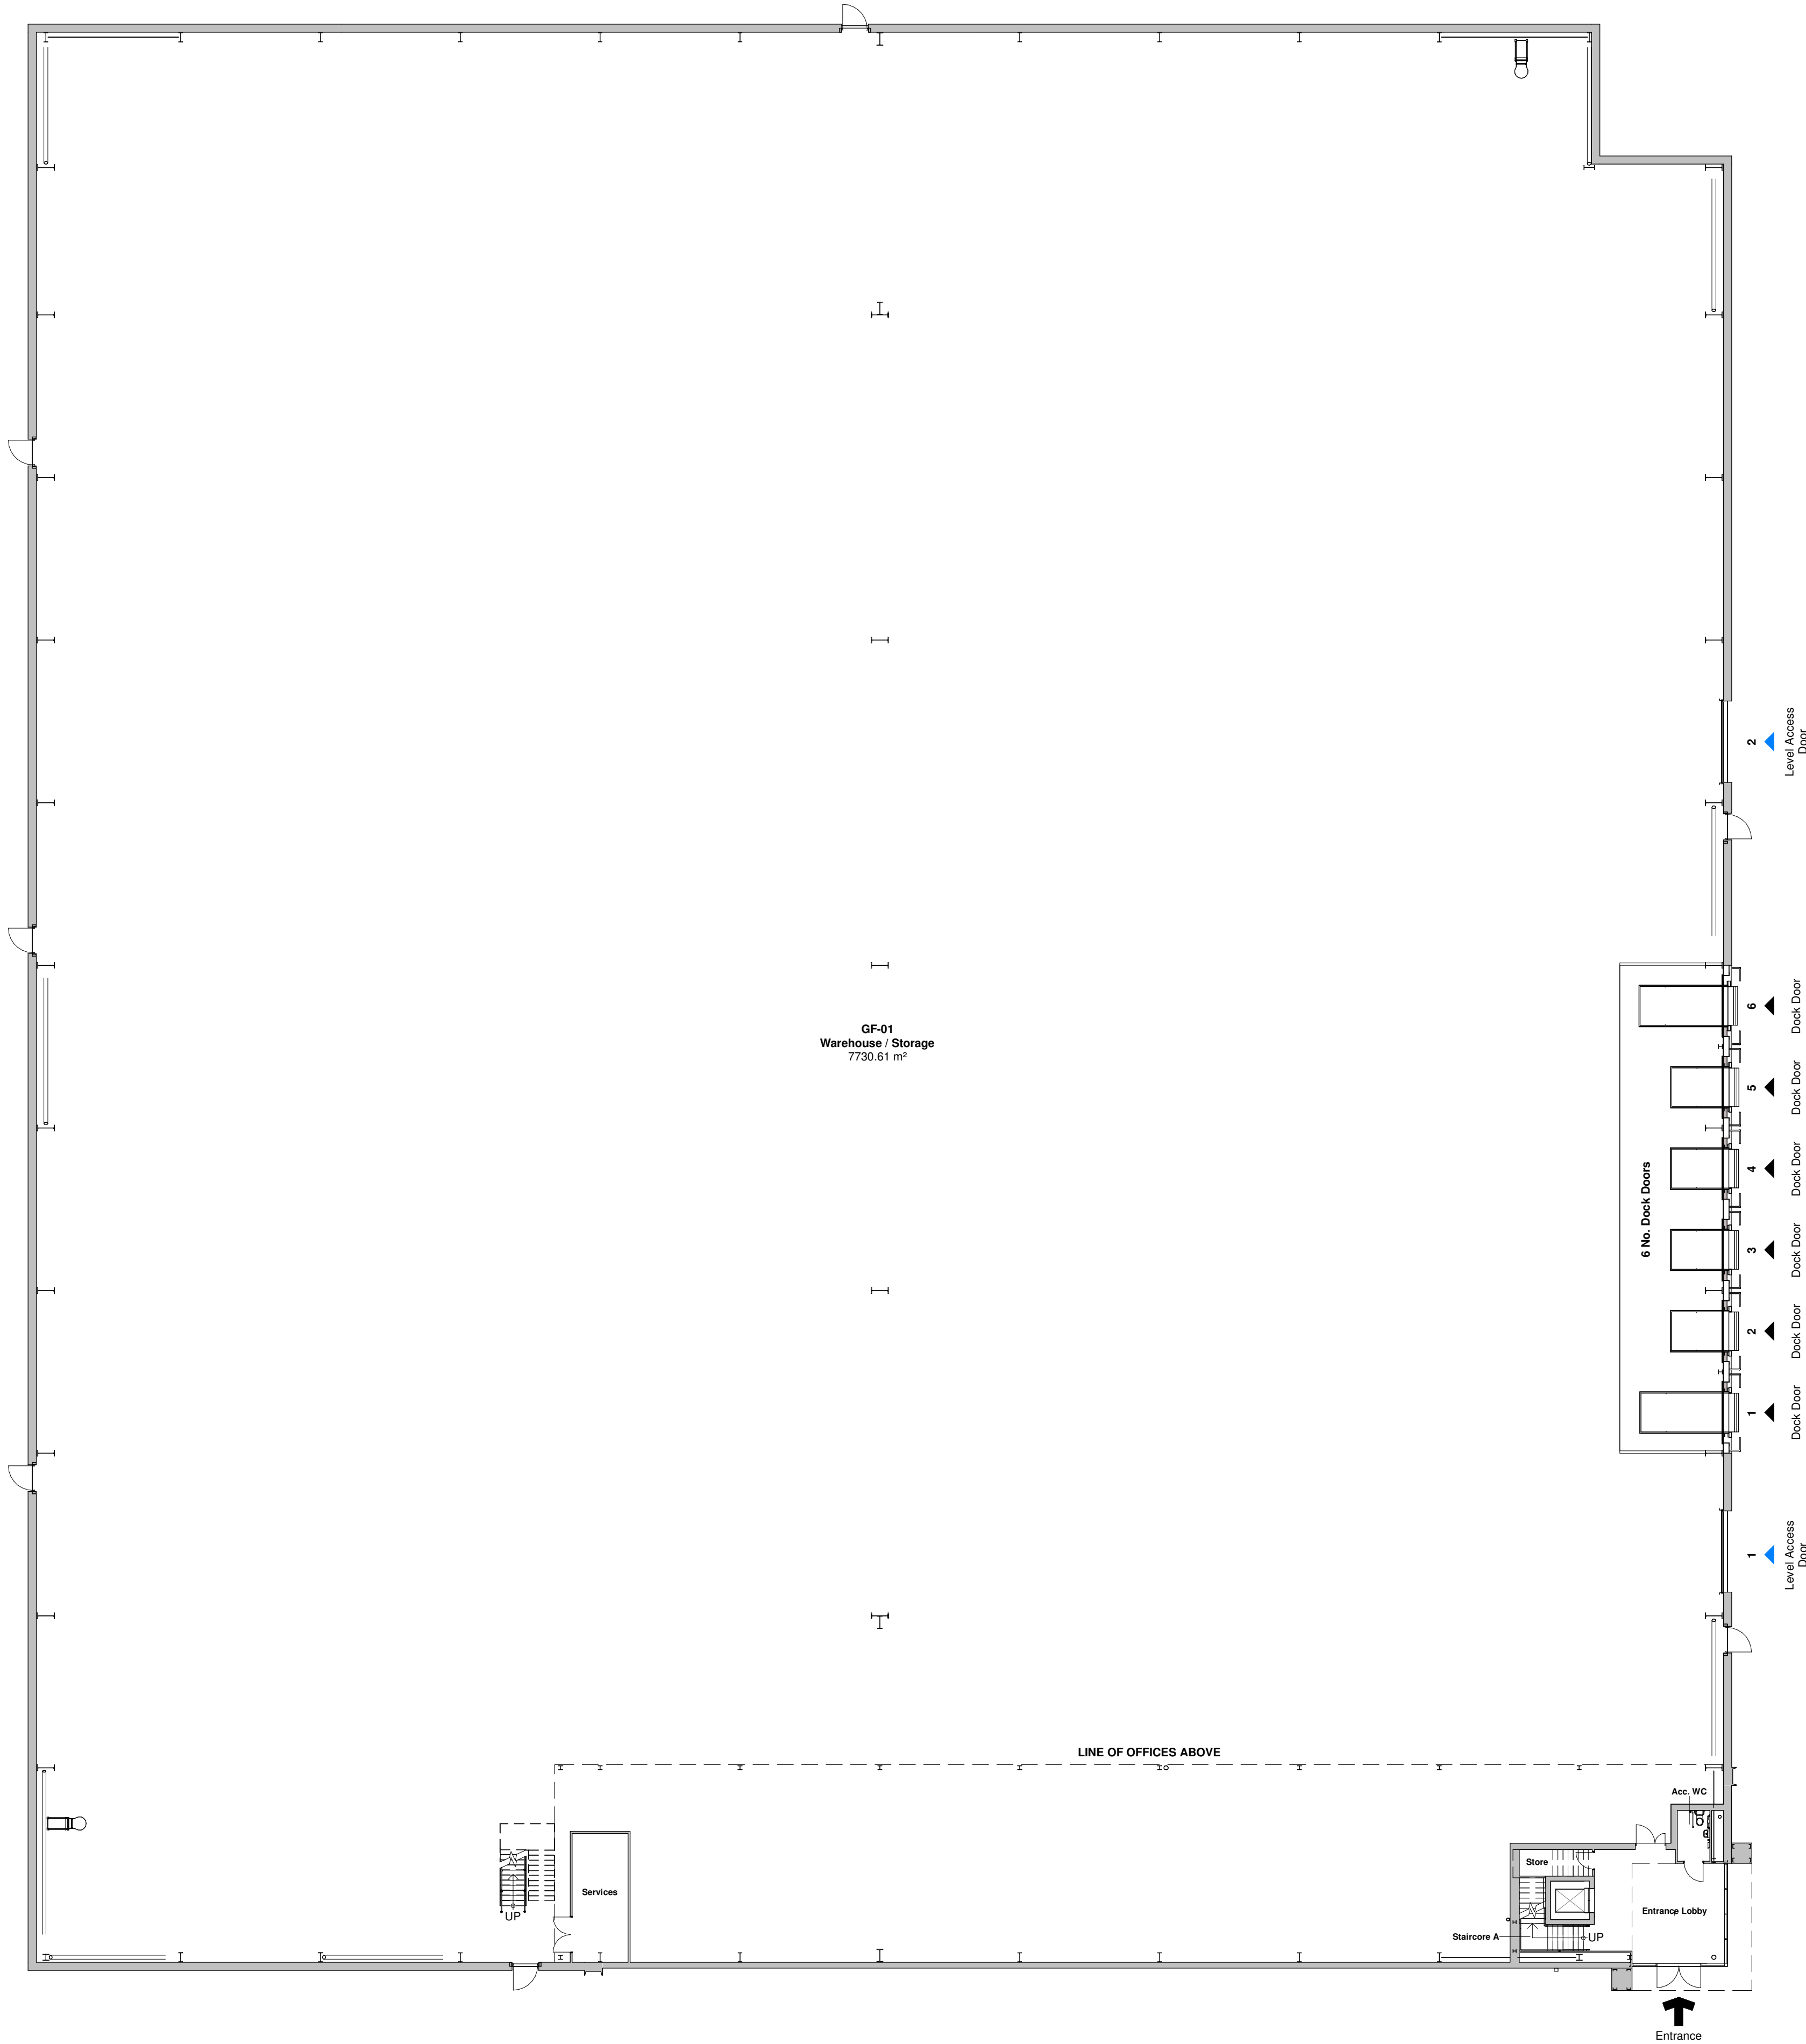 2
Level Access
Door
6
Dock Door
GF-01
Warehouse / Storage
7730.61 m²
5
Dock Door
6 No. Dock Doors
4
Dock Door
3
Dock Door
2
Dock Door
1
Dock Door
1
Level Access
Door
LINE OF OFFICES ABOVE
Acc. WC
Store
Services
Entrance Lobby
UP
Staircore A
UP
Entrance